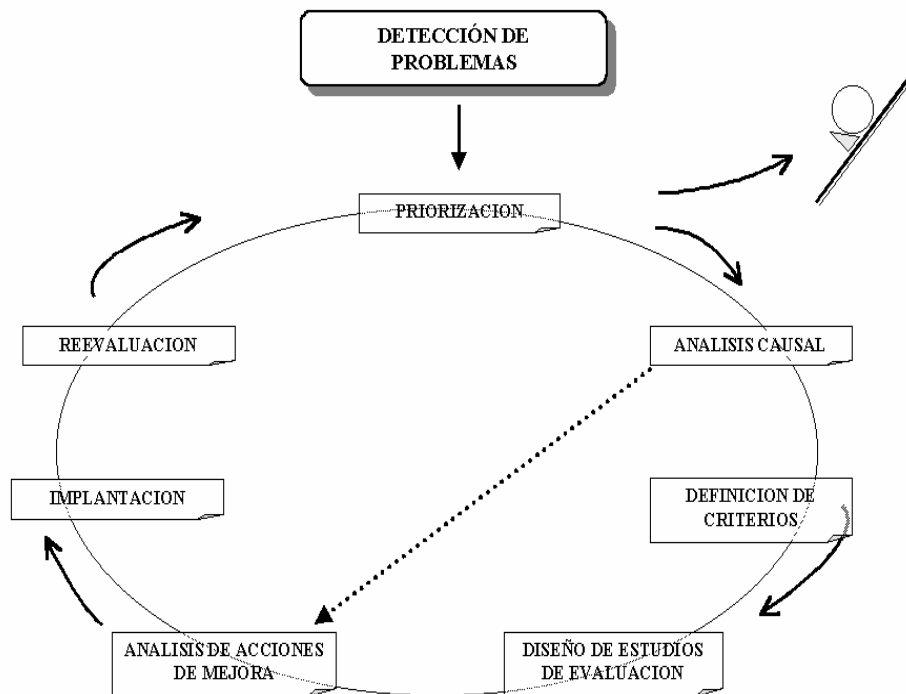 DETECCIÓN DE
PROBLEMAS
PRIORIZACION
REEVALUACION
ANALISIS CAUSAL
IMPLANTACION
DEFINICION DE
CRITERIOS
ANALISIS DE ACCIONES
DE MEJORA
DISEÑO DE ESTUDIOS
DE EVALUACION